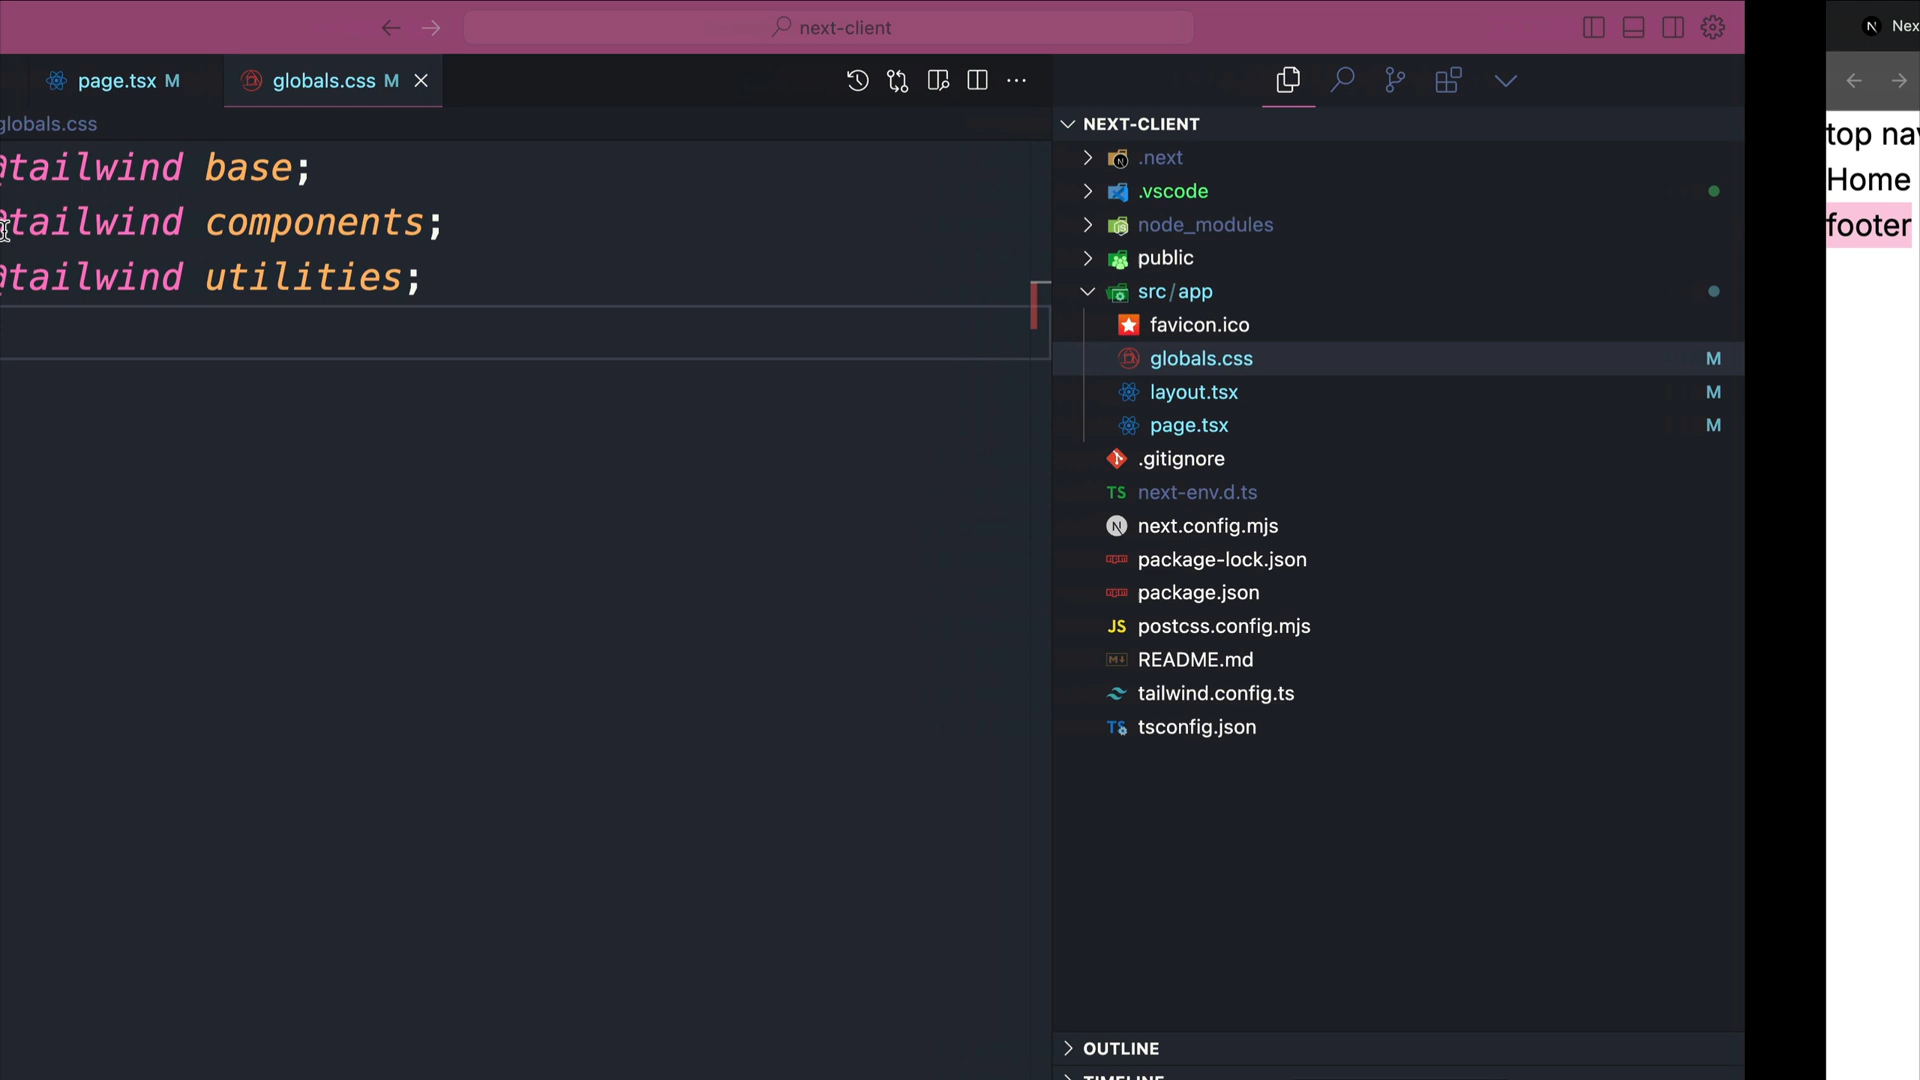 next-client
page.tsx M
globals.css M
globals.css
@tailwind base;
@tailwind components;
@tailwind utilities;
NEXT-CLIENT
.next
.vscode
node_modules
public
src/app
favicon.ico
globals.css M
layout.tsx M
page.tsx M
.gitignore
TS next-env.d.ts
N next.config.mjs
package-lock.json
package.json
JS postcss.config.mjs
M↓ README.md
tailwind.config.ts
TS tsconfig.json
OUTLINE
TIMELINE
N Nex
top nav
Home
footer